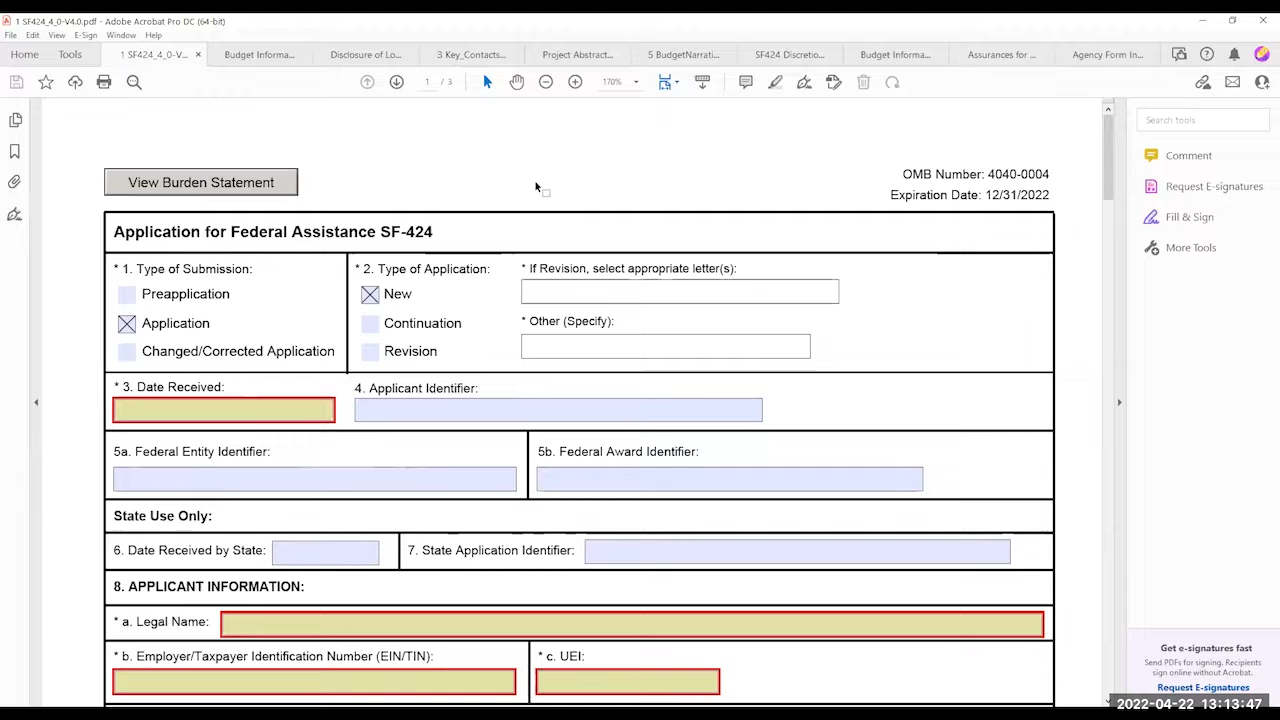 1 SF424_4_0-V4.0.pdf - Adobe Acrobat Pro DC (64-bit)
File Edit View E-Sign Window Help
Home Tools 1 SF424_4_0-V... × Budget Informa... Disclosure of Lo... 3 Key_Contacts... Project Abstract... 5 BudgetNarrati... SF424 Discretio... Budget Informa... Assurances for ... Agency Form In...
1 / 3 170%
Search tools
Comment
Request E-signatures
Fill & Sign
More Tools
View Burden Statement
OMB Number: 4040-0004
Expiration Date: 12/31/2022
Application for Federal Assistance SF-424
* 1. Type of Submission:
Preapplication
Application
Changed/Corrected Application
* 2. Type of Application:
New
Continuation
Revision
* If Revision, select appropriate letter(s):
* Other (Specify):
* 3. Date Received:
4. Applicant Identifier:
5a. Federal Entity Identifier:
5b. Federal Award Identifier:
State Use Only:
6. Date Received by State:
7. State Application Identifier:
8. APPLICANT INFORMATION:
* a. Legal Name:
* b. Employer/Taxpayer Identification Number (EIN/TIN):
* c. UEI:
Get e-signatures fast
Send PDFs for signing. Recipients
sign online without Acrobat.
Request E-signatures
2022-04-22 13:13:47